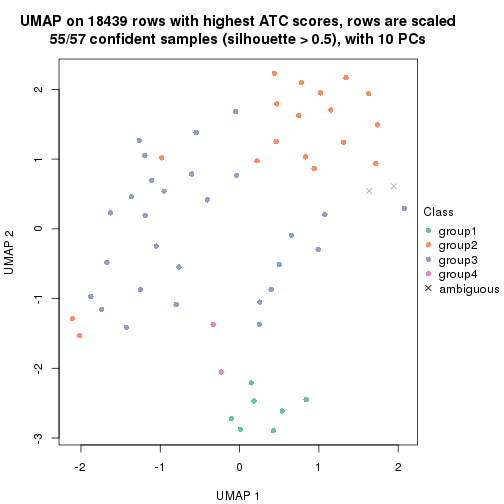 UMAP on 18439 rows with highest ATC scores, rows are scaled
55/57 confident samples (silhouette > 0.5), with 10 PCs
2
1
0
-1
-2
-3
UMAP 2
-2
-1
0
1
2
UMAP 1
Class
group1
group2
group3
group4
ambiguous